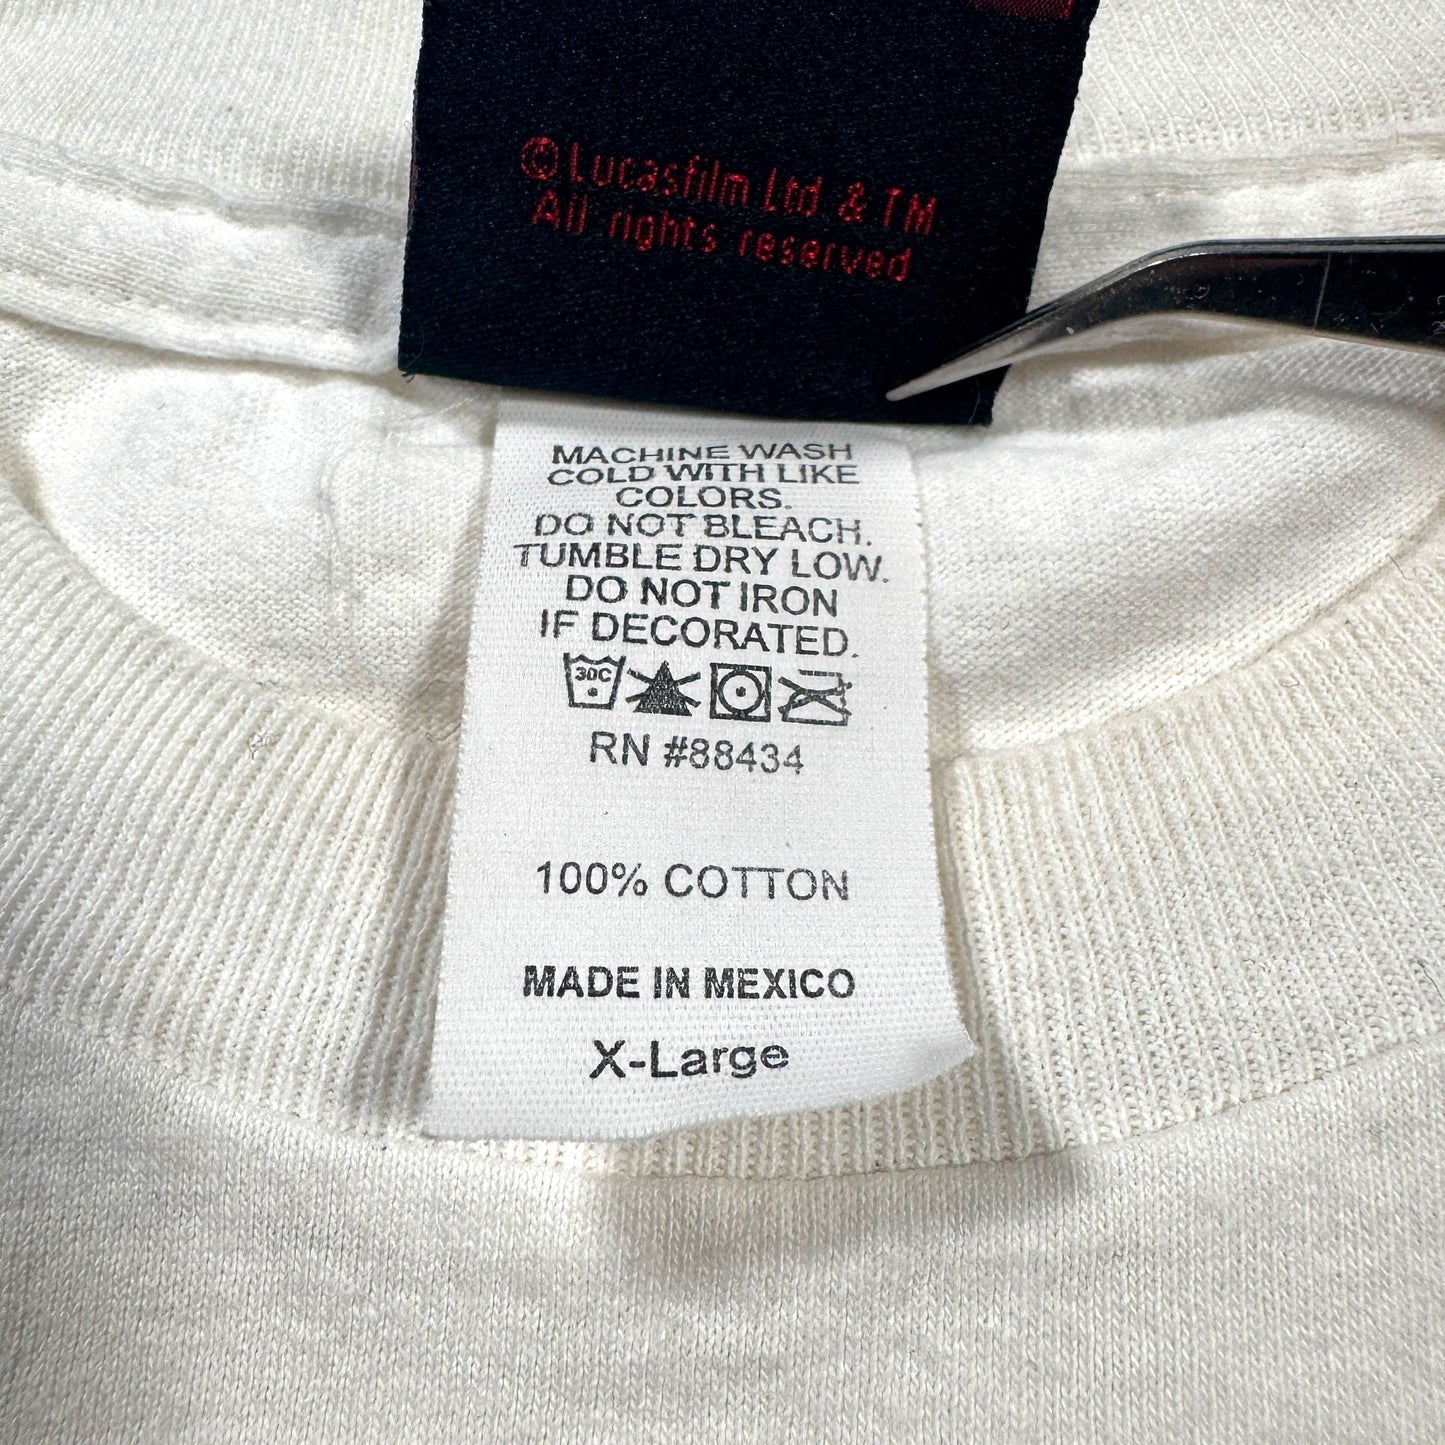 ©Lucasfilm Ltd. & TM
All rights reserved
MACHINE WASH
COLD WITH LIKE
COLORS.
DO NOT BLEACH.
TUMBLE DRY LOW.
DO NOT IRON
IF DECORATED.
30C
RN #88434
100% COTTON
MADE IN MEXICO
X-Large